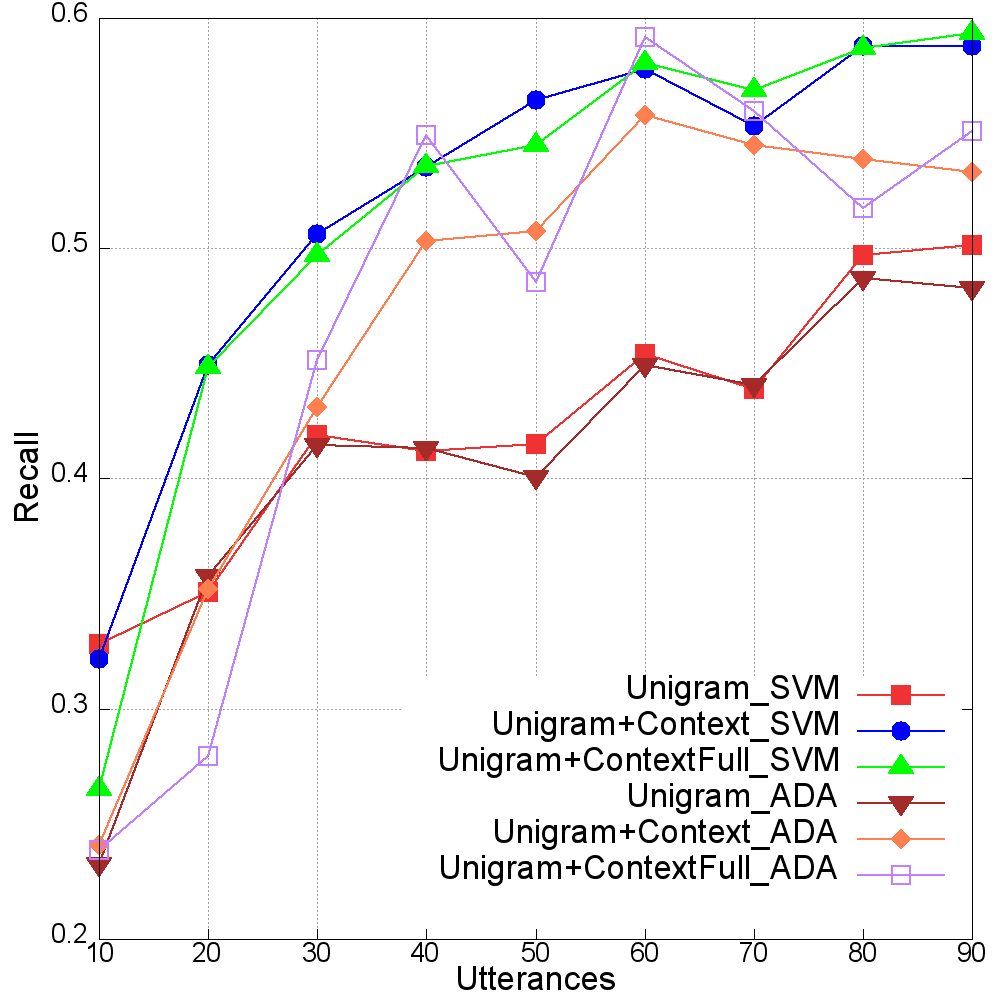 0.6
0.5
0.4
0.3
0.2
Recall
Unigram_SVM
Unigram+Context_SVM
Unigram+ContextFull_SVM
Unigram_ADA
Unigram+Context_ADA
Unigram+ContextFull_ADA
10 20 30 40 50 60 70 80 90
Utterances